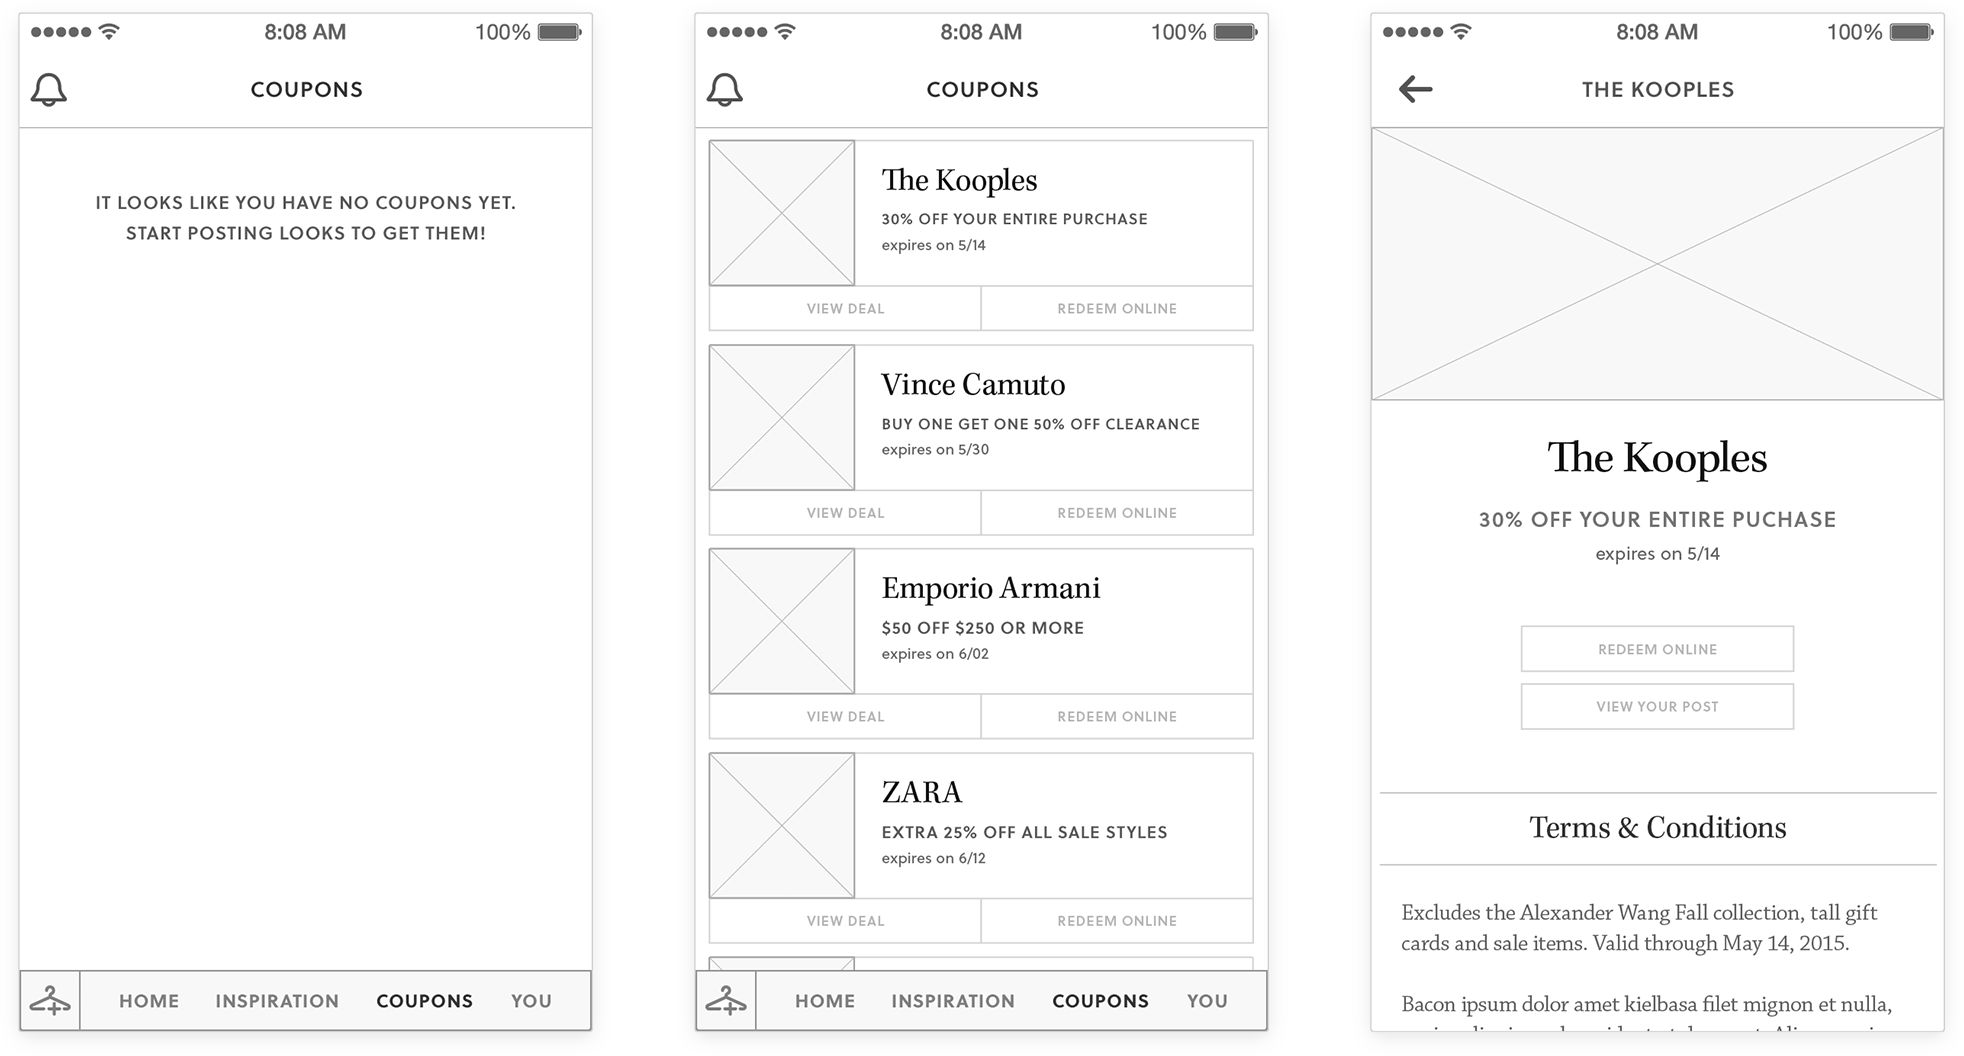 8:08 AM 100%
COUPONS
IT LOOKS LIKE YOU HAVE NO COUPONS YET.
START POSTING LOOKS TO GET THEM!
HOME INSPIRATION COUPONS YOU
8:08 AM 100%
COUPONS
The Kooples
30% OFF YOUR ENTIRE PURCHASE
expires on 5/14
VIEW DEAL REDEEM ONLINE
Vince Camuto
BUY ONE GET ONE 50% OFF CLEARANCE
expires on 5/30
VIEW DEAL REDEEM ONLINE
Emporio Armani
$50 OFF $250 OR MORE
expires on 6/02
VIEW DEAL REDEEM ONLINE
ZARA
EXTRA 25% OFF ALL SALE STYLES
expires on 6/12
VIEW DEAL REDEEM ONLINE
HOME INSPIRATION COUPONS YOU
8:08 AM 100%
THE KOOPLES
The Kooples
30% OFF YOUR ENTIRE PUCHASE
expires on 5/14
REDEEM ONLINE
VIEW YOUR POST
Terms & Conditions
Excludes the Alexander Wang Fall collection, tall gift
cards and sale items. Valid through May 14, 2015.
Bacon ipsum dolor amet kielbasa filet mignon et nulla,